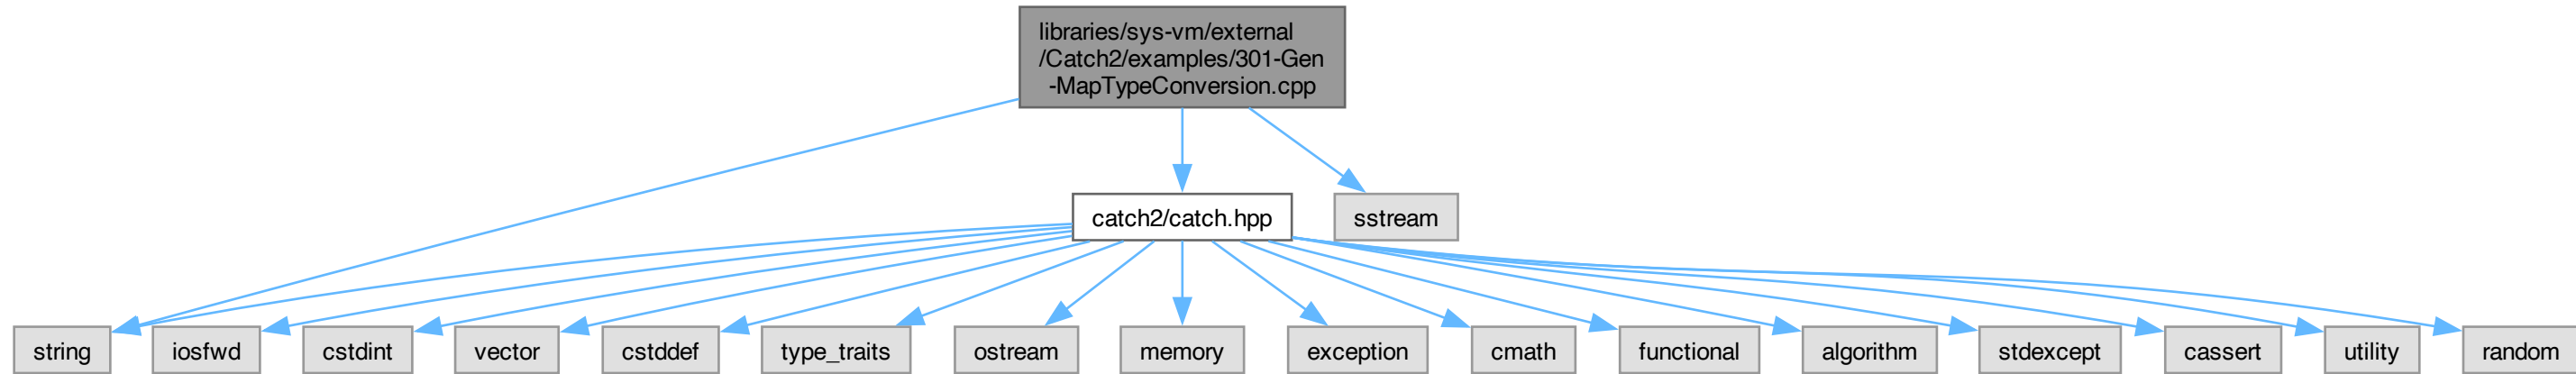 libraries/sys-vm/external
/Catch2/examples/301-Gen
-MapTypeConversion.cpp
catch2/catch.hpp
sstream
string
iosfwd
cstdint
vector
cstddef
type_traits
ostream
memory
exception
cmath
functional
algorithm
stdexcept
cassert
utility
random